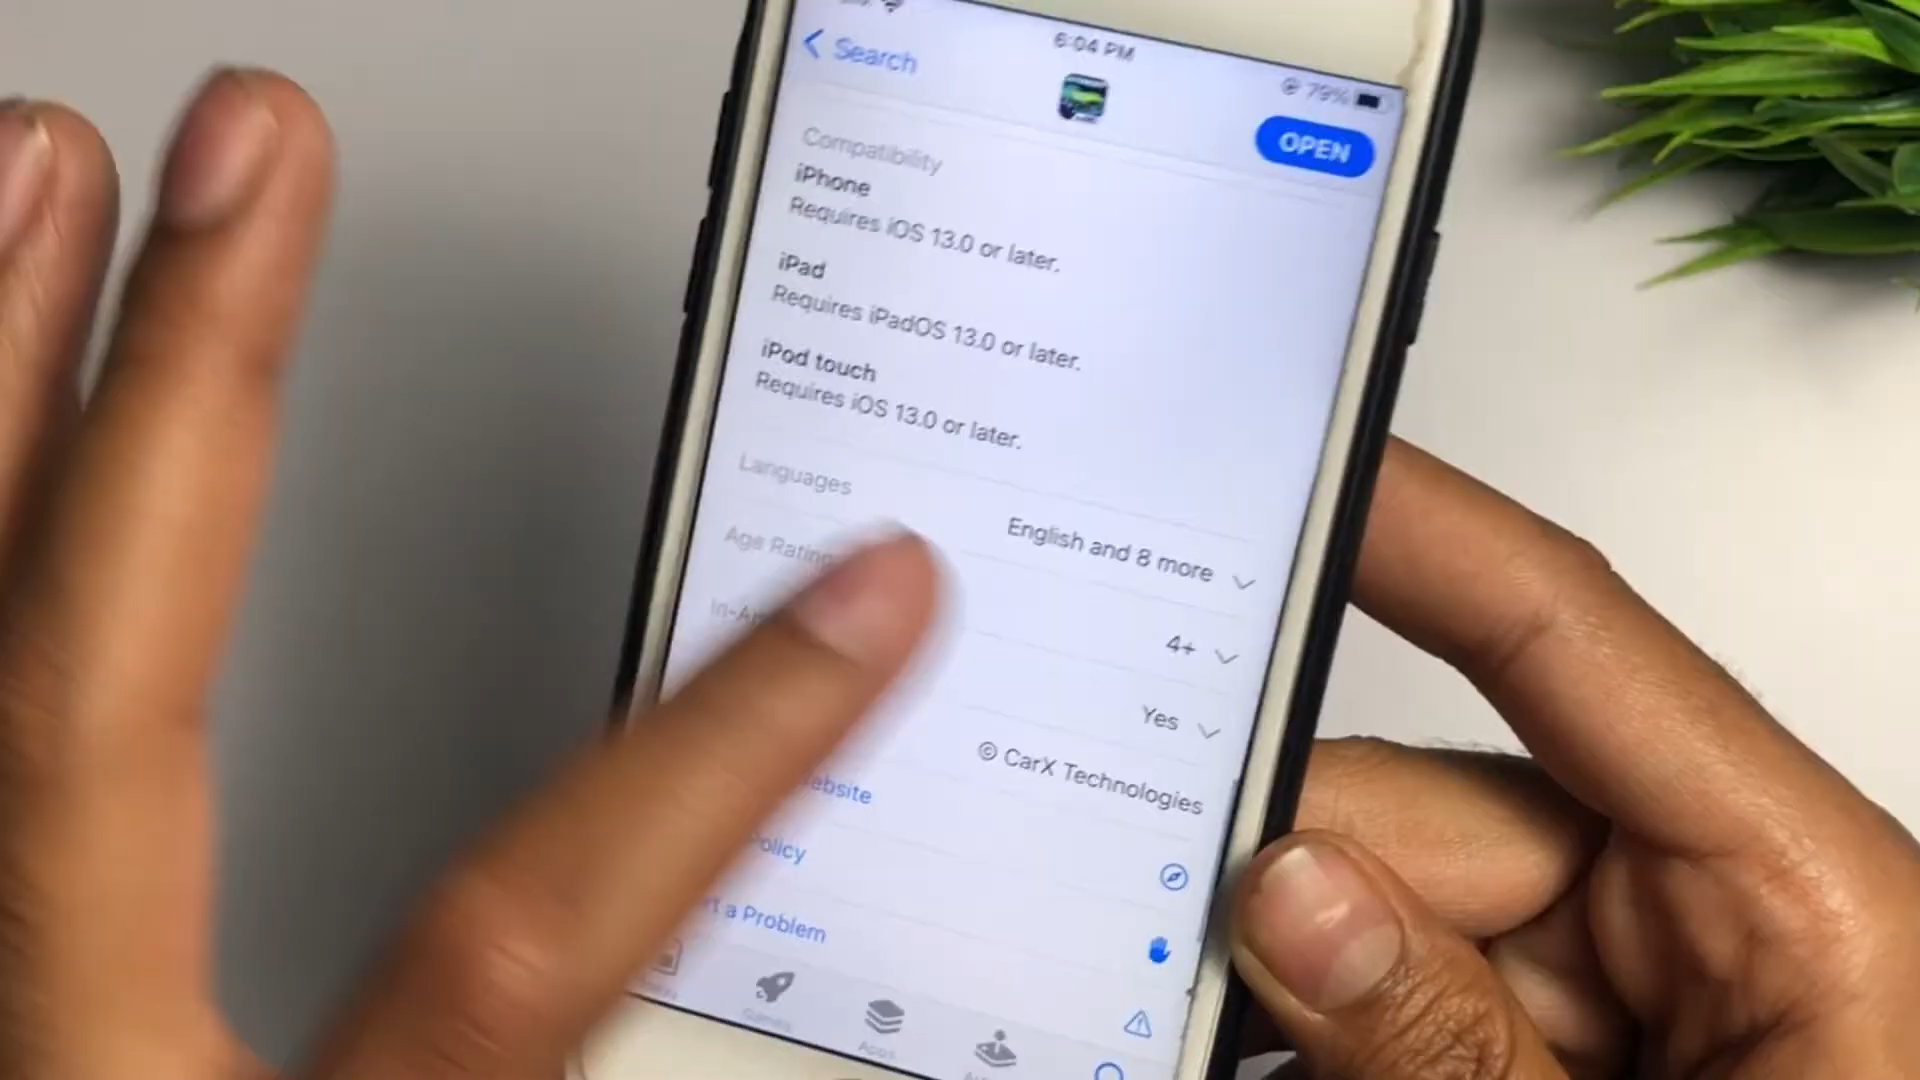 6:04 PM
Search
79%
OPEN
Compatibility
iPhone
Requires iOS 13.0 or later.
iPad
Requires iPadOS 13.0 or later.
iPod touch
Requires iOS 13.0 or later.
Languages
English and 8 more
Age Rating
4+
Yes
© CarX Technologies
ebsite
olicy
t a Problem
Games
Apps